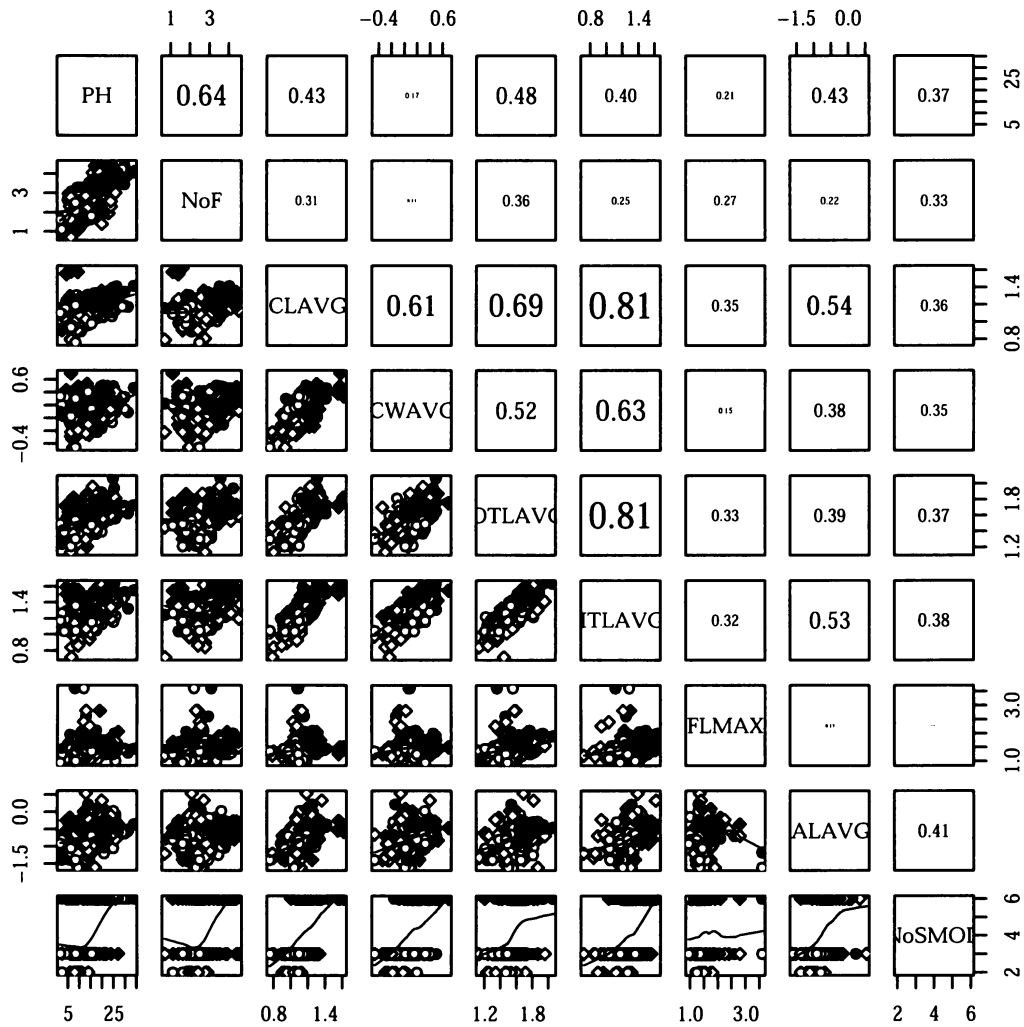 1 3 -0.4 0.6 0.8 1.4 -1.5 0.0
PH 0.64 0.43 0.17 0.48 0.40 0.21 0.43 0.37 5 25
1 3 NoF 0.31 0.36 0.25 0.27 0.22 0.33
CLAVG 0.61 0.69 0.81 0.35 0.54 0.36 0.8 1.4
-0.4 0.6 CWAVG 0.52 0.63 0.15 0.38 0.35
OTLAVG 0.81 0.33 0.39 0.37 1.2 1.8
0.8 1.4 ITLAVG 0.32 0.53 0.38
FLMAX 1.0 3.0
-1.5 0.0 ALAVG 0.41
NoSMOL 2 4 6
5 25 0.8 1.4 1.2 1.8 1.0 3.0 2 4 6